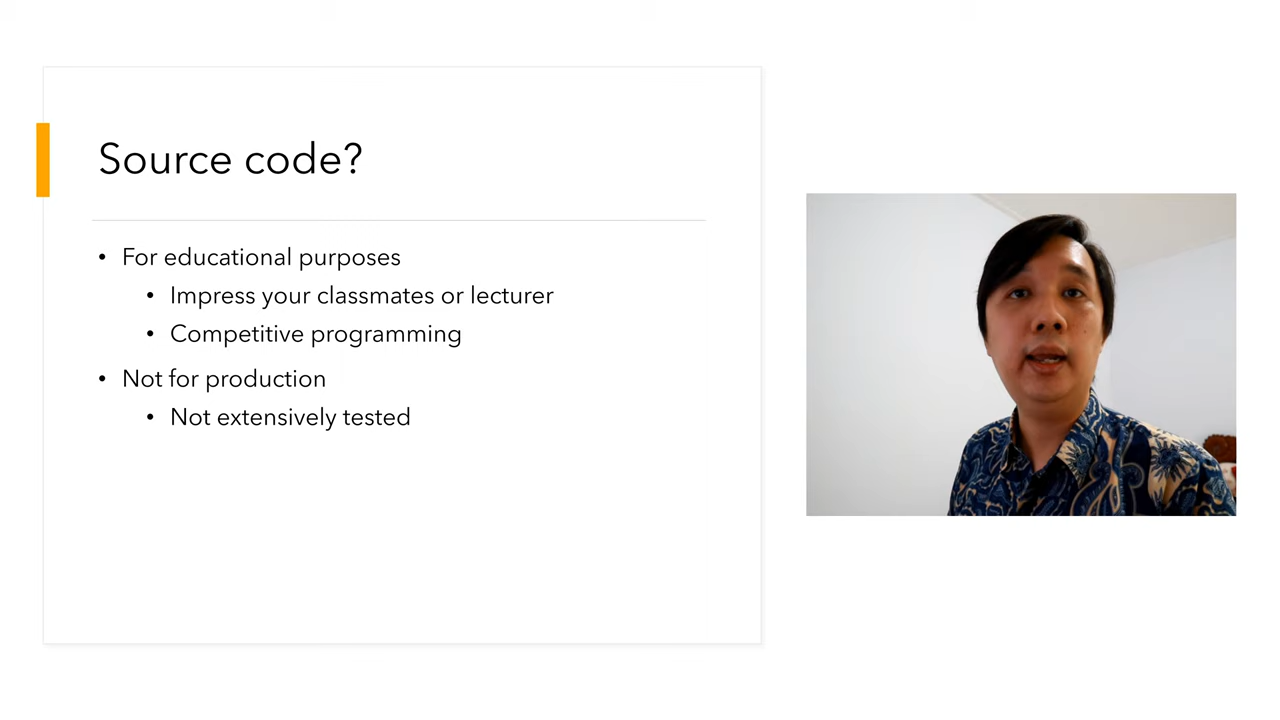 Source code?
• For educational purposes
• Impress your classmates or lecturer
• Competitive programming
• Not for production
• Not extensively tested